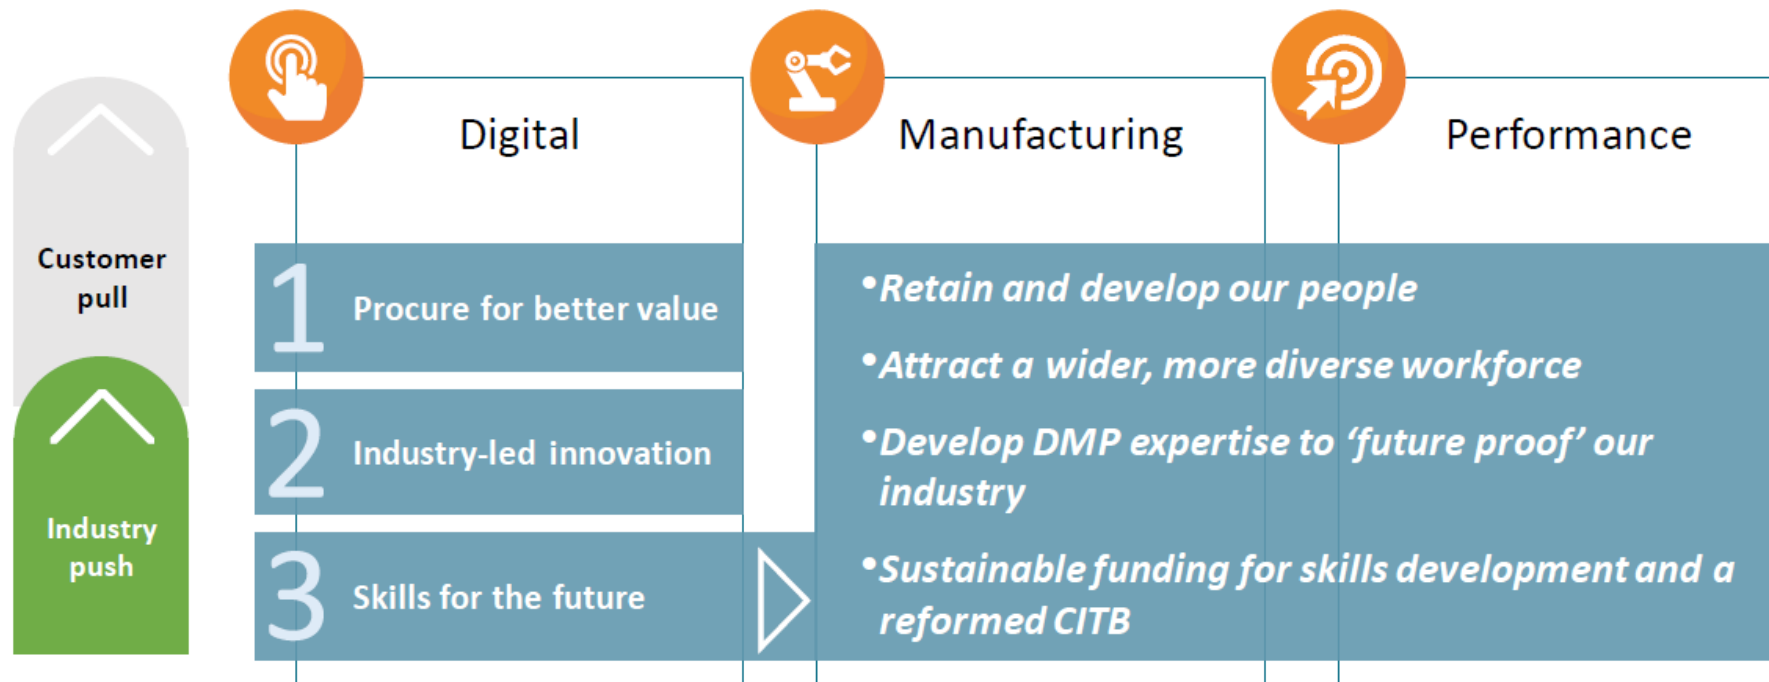 Digital
Manufacturing
Performance
Customer
pull
Industry
push
1 Procure for better value
2 Industry-led innovation
3 Skills for the future
•Retain and develop our people
•Attract a wider, more diverse workforce
•Develop DMP expertise to ‘future proof’ our
industry
•Sustainable funding for skills development and a
reformed CITB